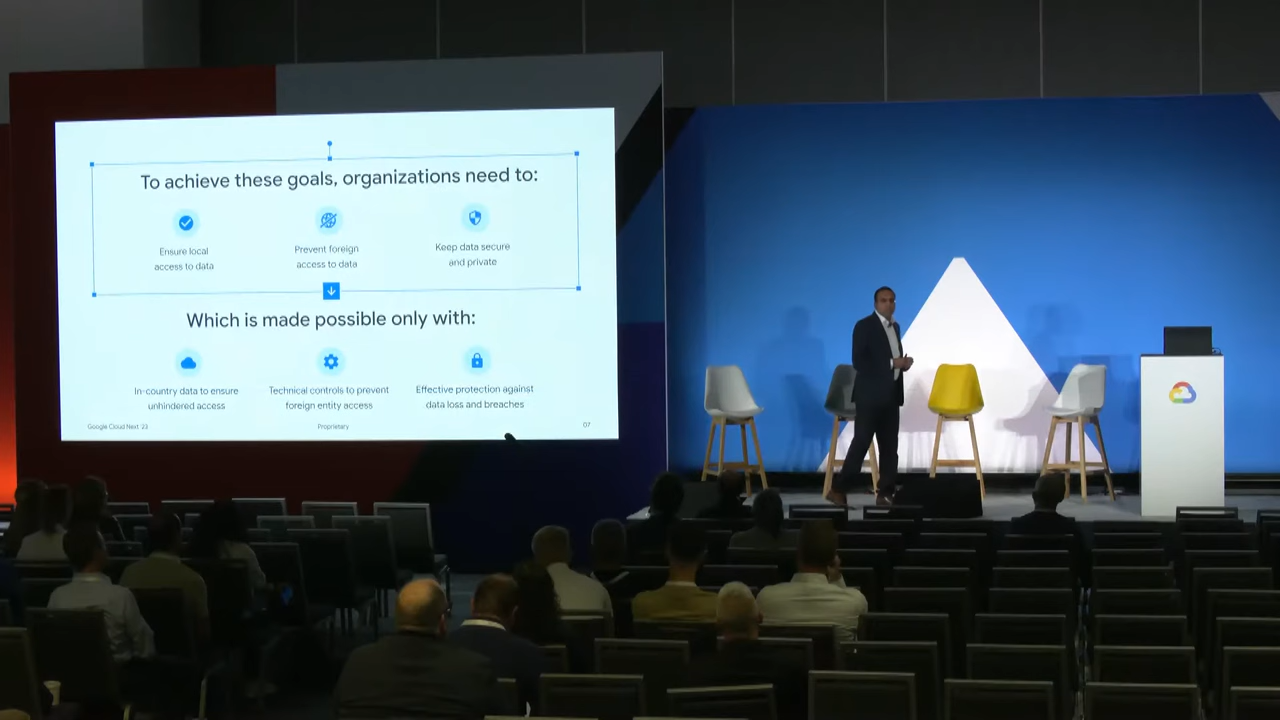 To achieve these goals, organizations need to:
Ensure local
access to data
Prevent foreign
access to data
Keep data secure
and private
Which is made possible only with:
In-country data to ensure
unhindered access
Technical controls to prevent
foreign entity access
Effective protection against
data loss and breaches
Google Cloud Next '23
Proprietary
07